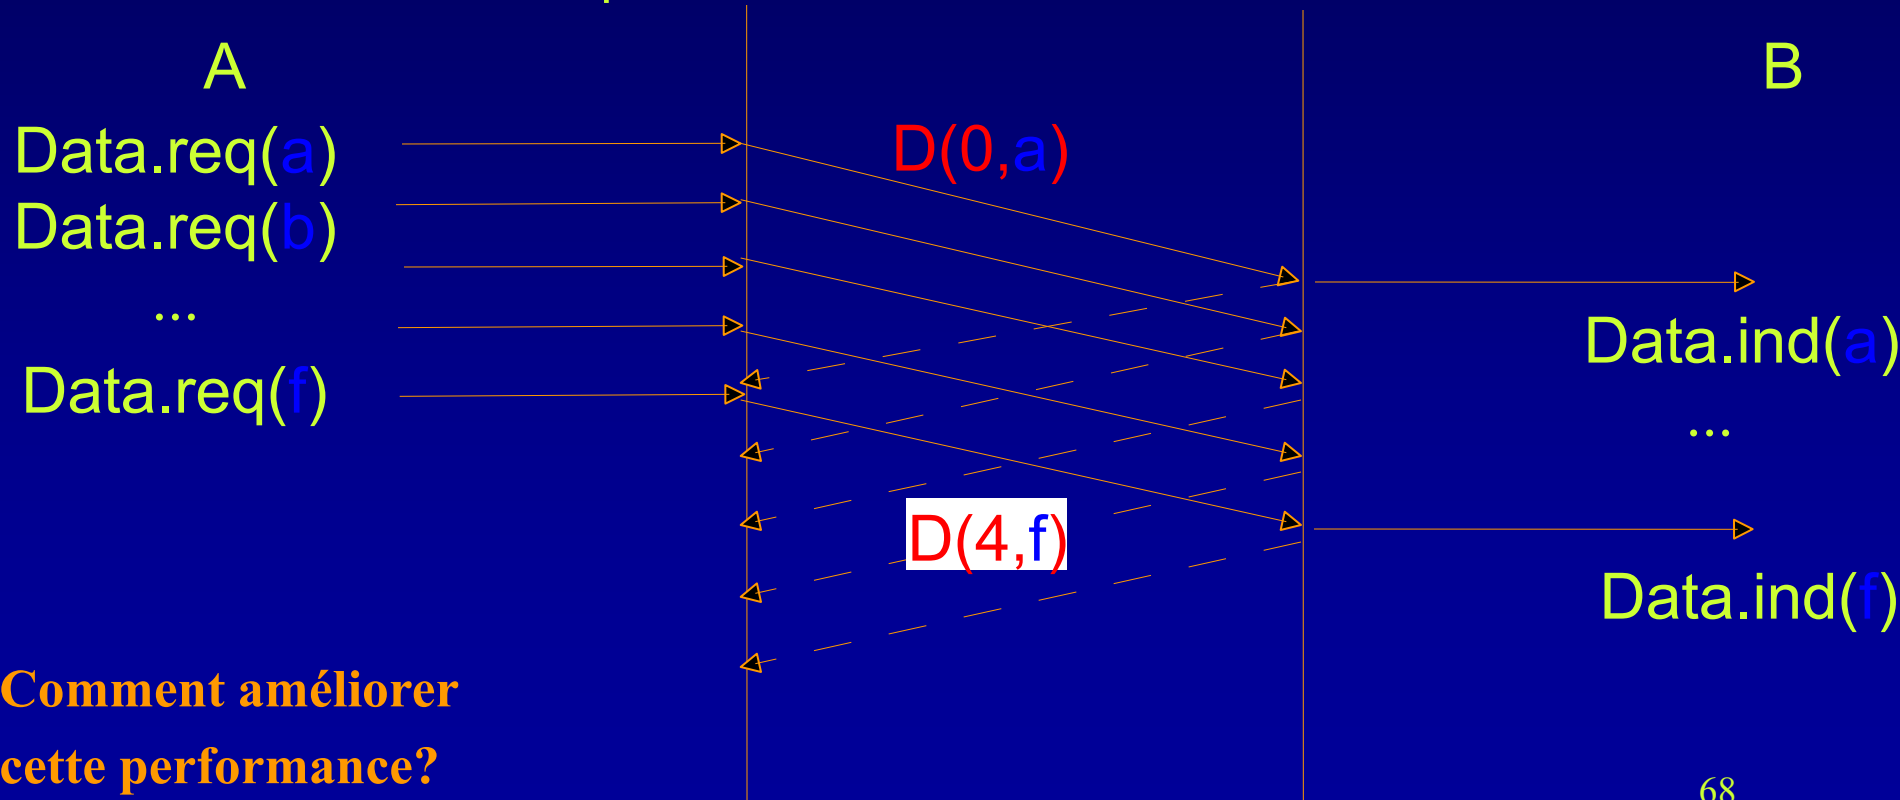 A
B
Data.req(a)
D(0,a)
Data.req(b)
...
Data.ind(a)
Data.req(f)
...
D(4,f)
Data.ind(f)
Comment améliorer
cette performance?
68